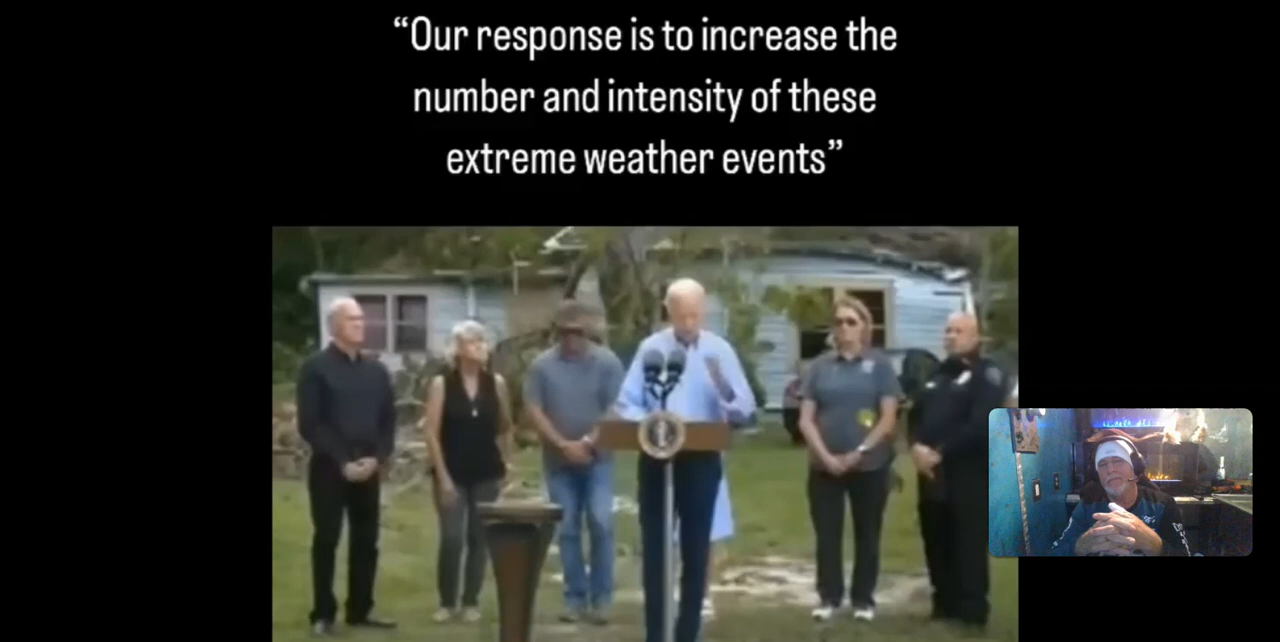 “Our response is to increase the
number and intensity of these
extreme weather events”